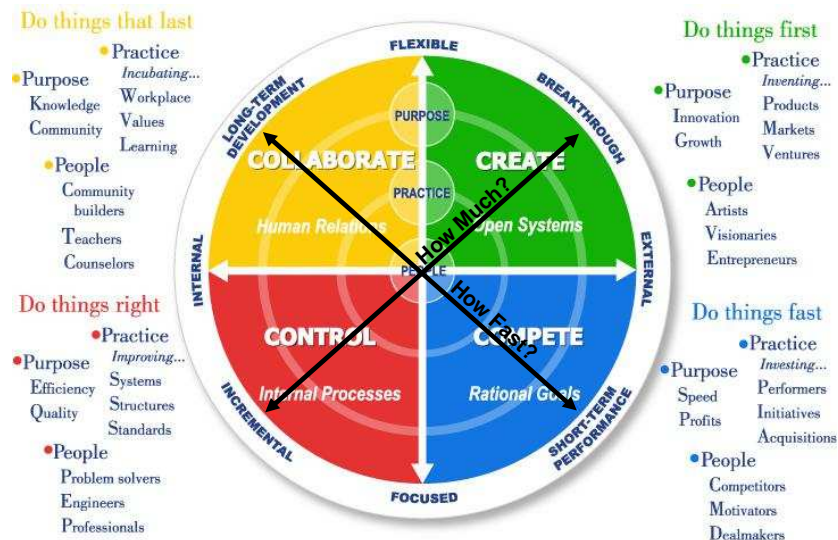 Do things that last
Practice
Incubating...
Workplace
Values
Learning
Purpose
Knowledge
Community
People
Community
builders
Teachers
Counselors
Do things first
Practice
Inventing...
Products
Markets
Ventures
Purpose
Innovation
Growth
People
Artists
Visionaries
Entrepreneurs
FLEXIBLE
LONG-TERM
DEVELOPMENT
BREAKTHROUGH
PURPOSE
COLLABORATE
CREATE
PRACTICE
Human Relations
Open Systems
How Much?
INTERNAL
PEOPLE
EXTERNAL
How Fast?
CONTROL
COMPETE
Internal Processes
Rational Goals
INCREMENTAL
SHORT-TERM
PERFORMANCE
FOCUSED
Do things right
Practice
Improving...
Systems
Structures
Standards
Purpose
Efficiency
Quality
People
Problem solvers
Engineers
Professionals
Do things fast
Practice
Investing...
Performers
Initiatives
Acquisitions
Purpose
Speed
Profits
People
Competitors
Motivators
Dealmakers